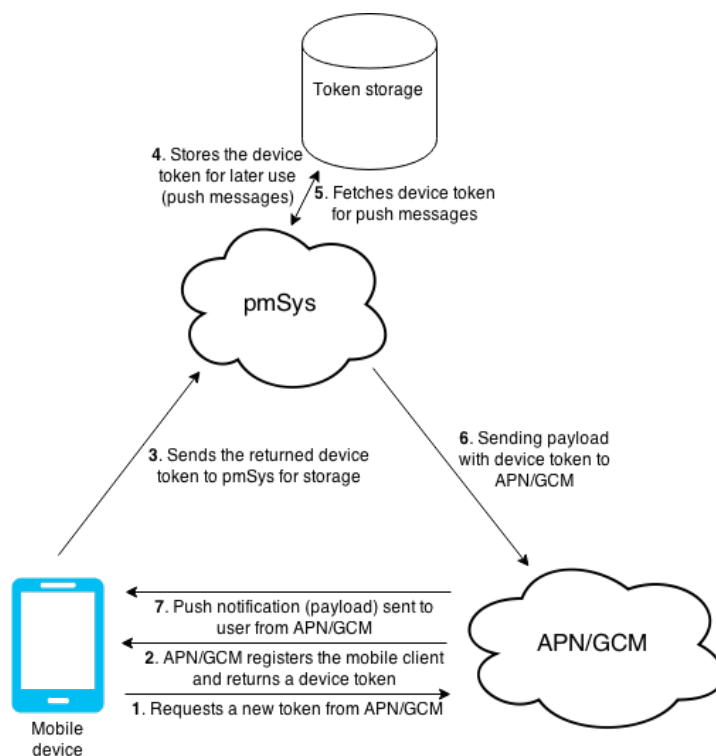 Token storage
4. Stores the device
token for later use
(push messages)
5. Fetches device token
for push messages
pmSys
6. Sending payload
with device token to
APN/GCM
3. Sends the returned device
token to pmSys for storage
7. Push notification (payload) sent to
user from APN/GCM
APN/GCM
2. APN/GCM registers the mobile client
and returns a device token
1. Requests a new token from APN/GCM
Mobile
device